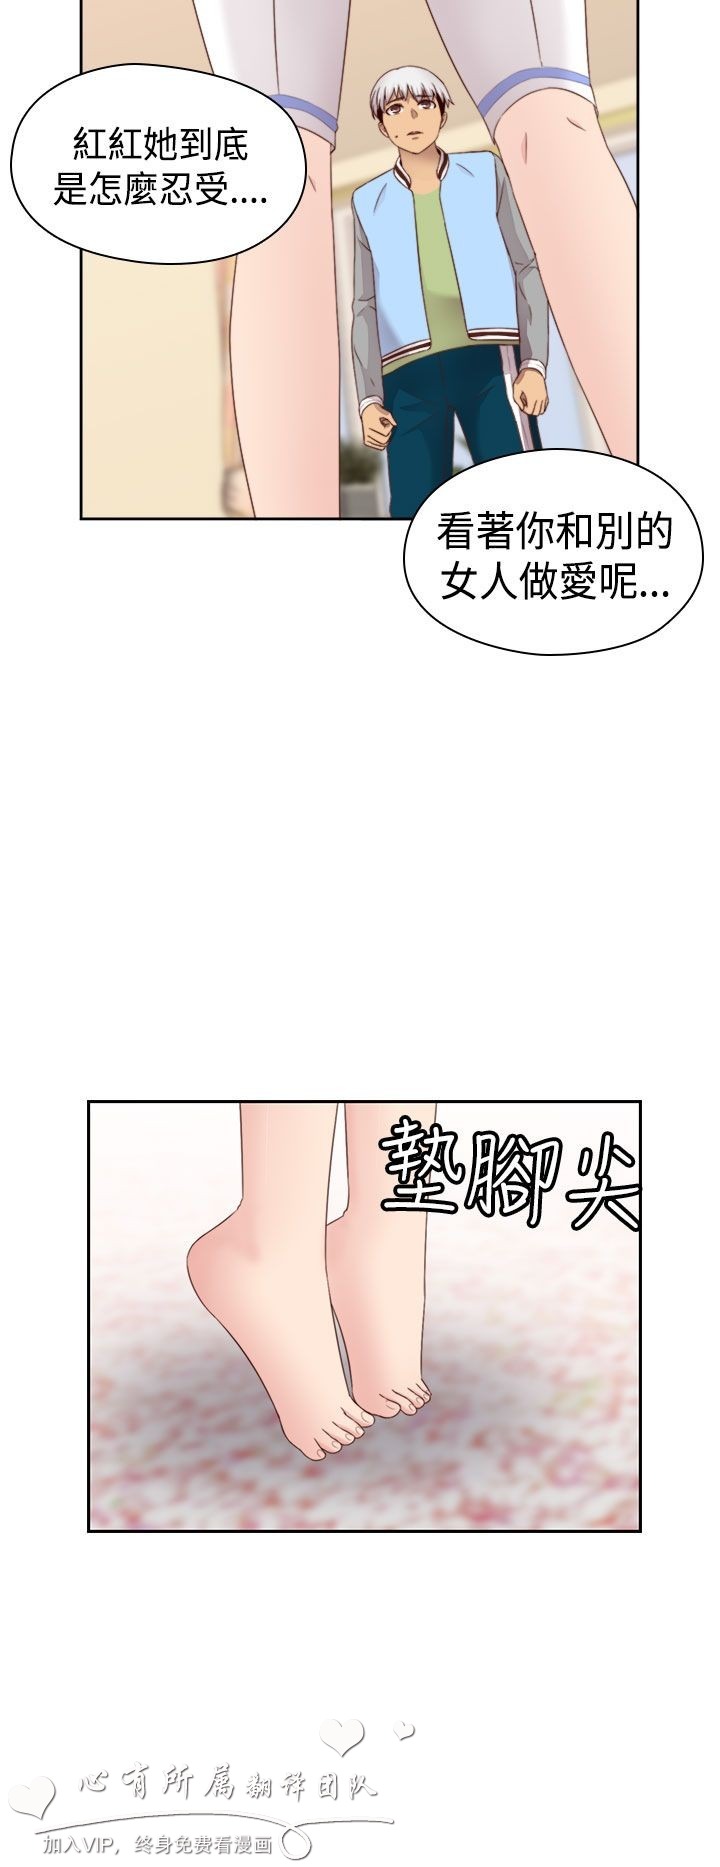 紅紅她到底
是怎麼忍受....
看著你和別的
女人做愛呢...
墊腳尖
心有所属翻译团队
加入VIP，终身免费看漫画